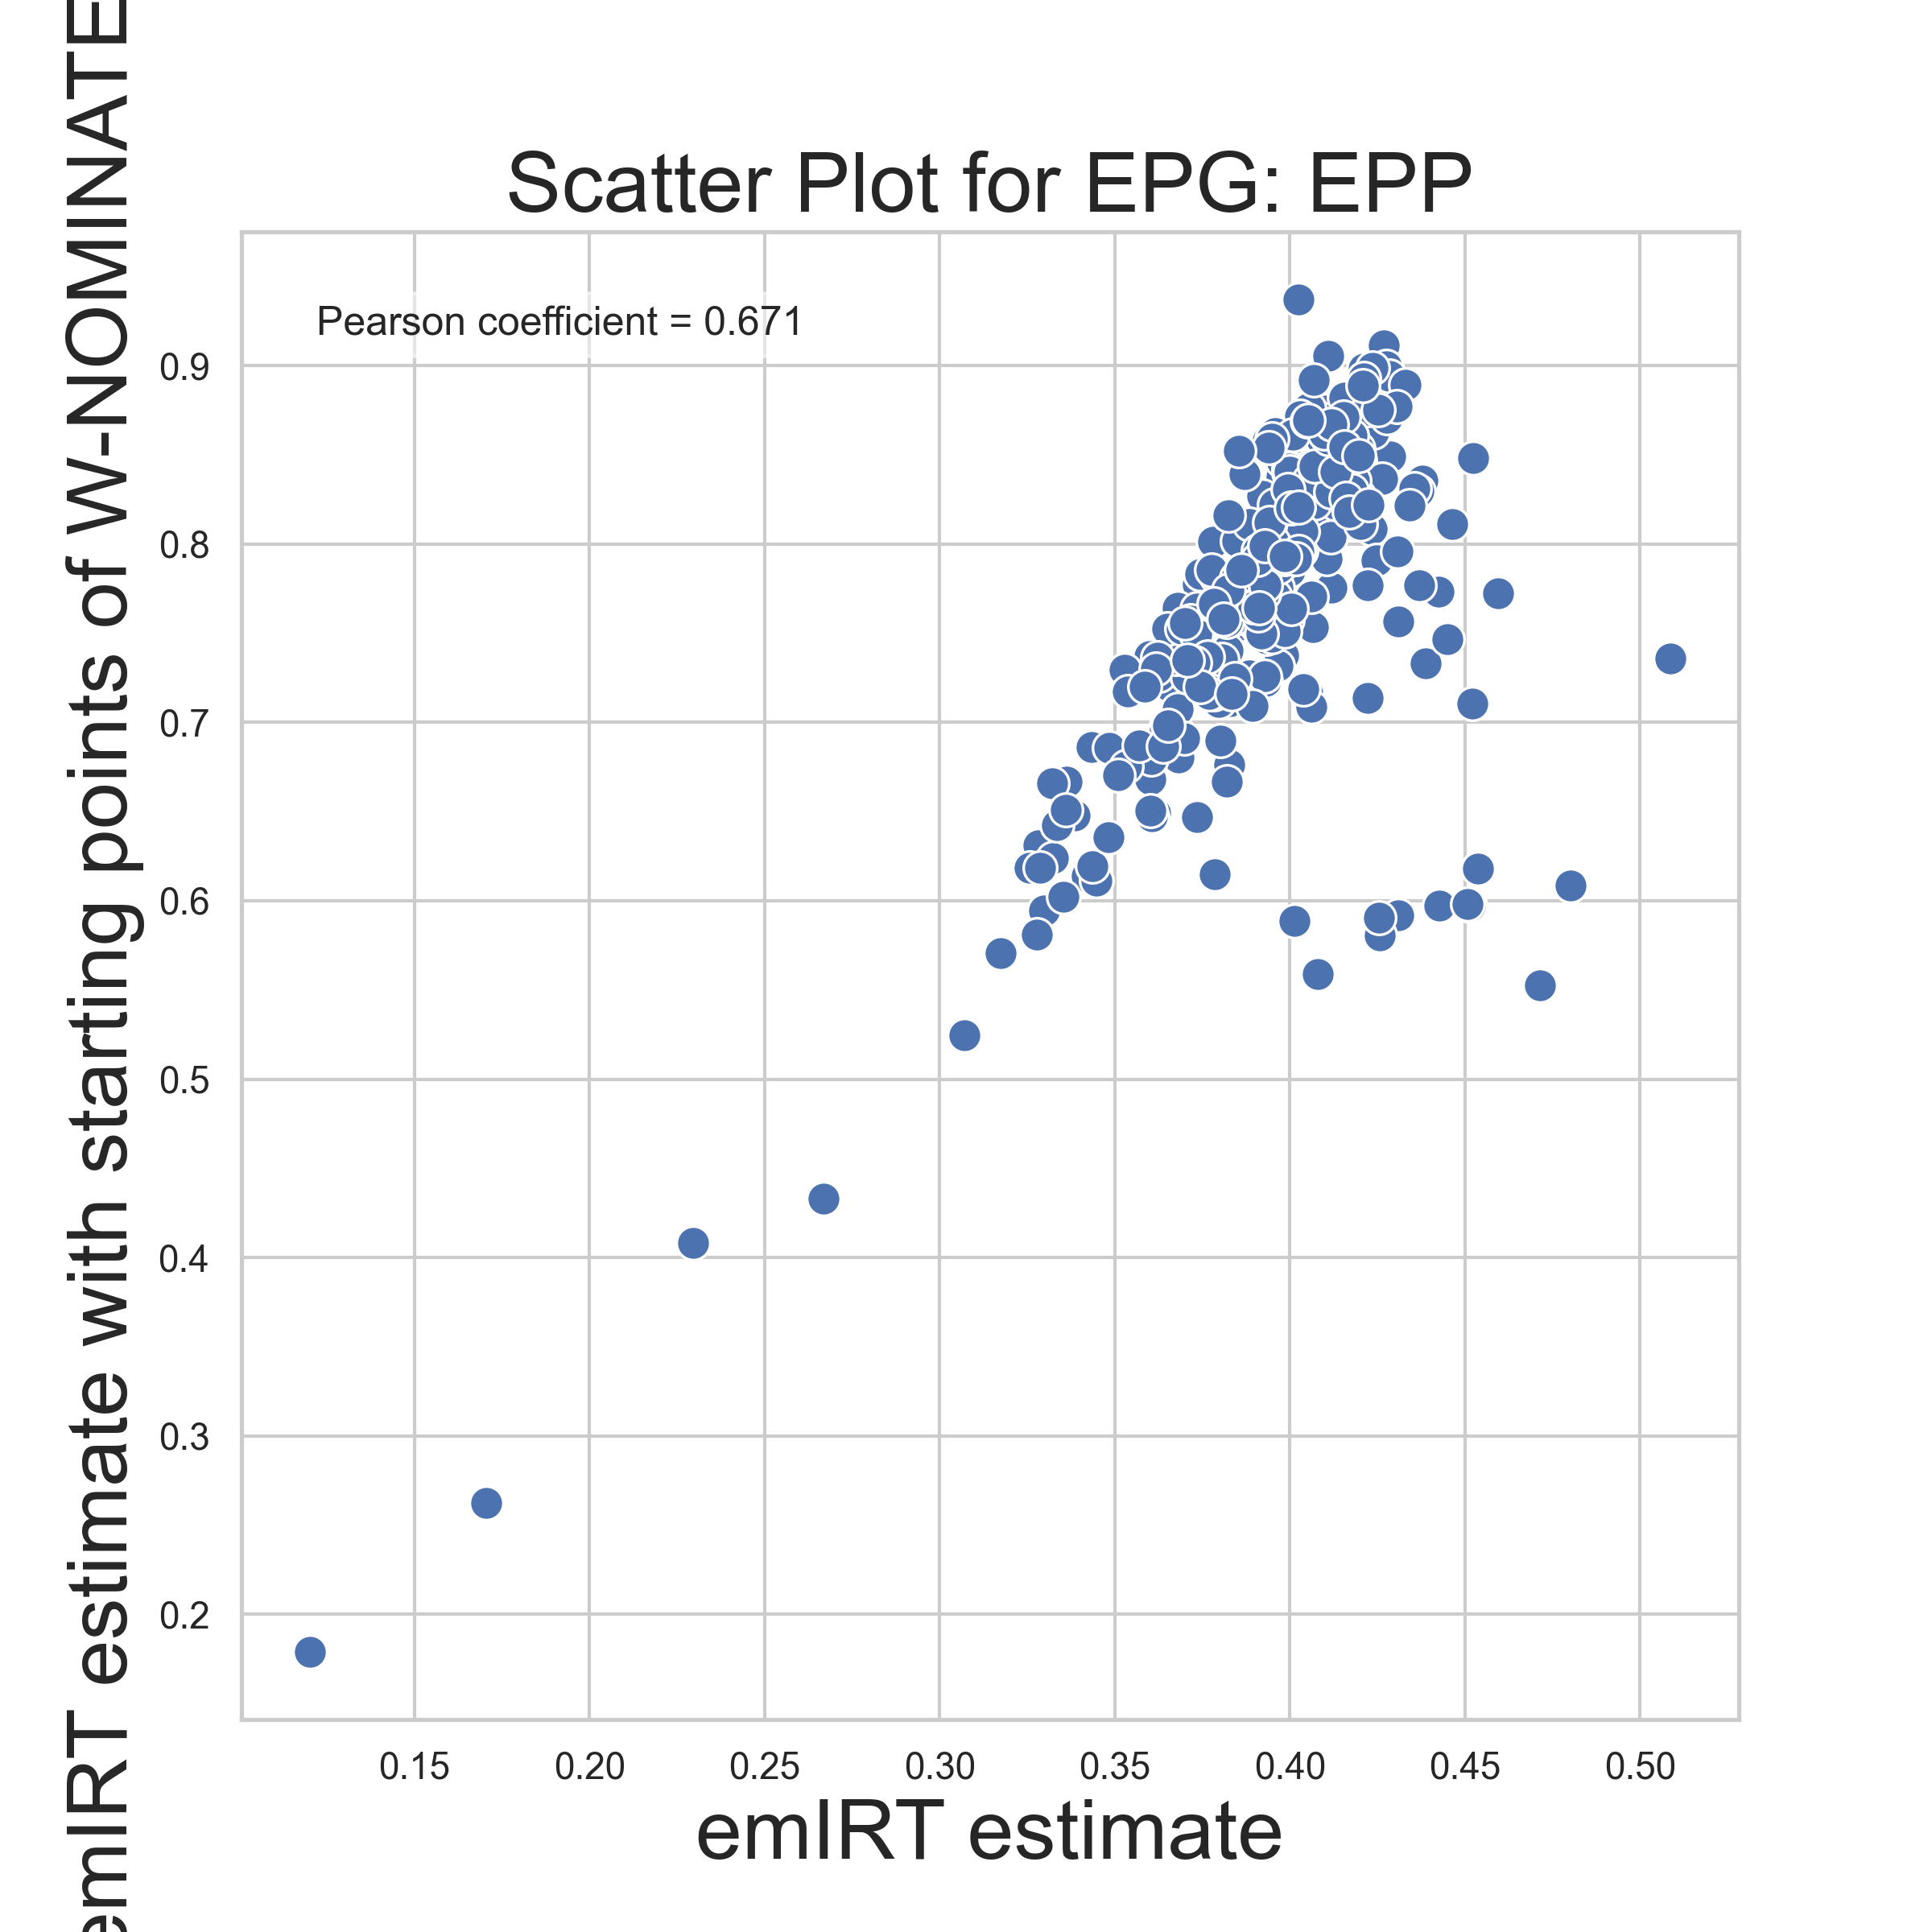 Scatter Plot for EPG: EPP
Pearson coefficient = 0.671
emIRT estimate with starting points of W-NOMINATE
0.9
0.8
0.7
0.6
0.5
0.4
0.3
0.2
0.15 0.20 0.25 0.30 0.35 0.40 0.45 0.50
emIRT estimate